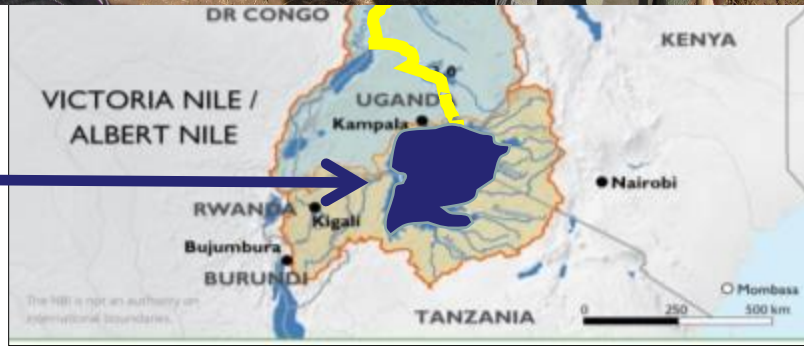 DR CONGO
KENYA
VICTORIA NILE /
ALBERT NILE
UGANDA
Kampala
Nairobi
RWANDA
Kigali
Bujumbura
BURUNDI
The NBI is not an authority on
international boundaries.
Mombasa
TANZANIA
0 250 500 km